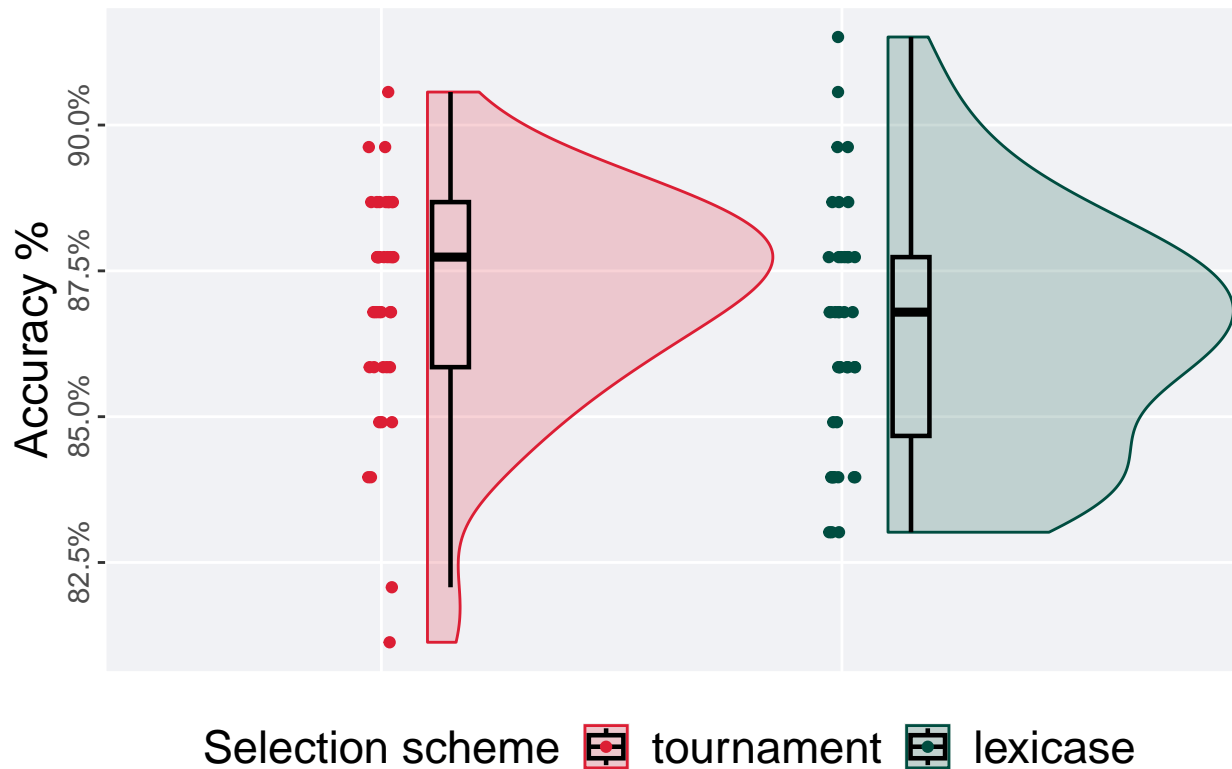 Accuracy %
90.0%
87.5%
85.0%
82.5%
Selection scheme tournament lexicase